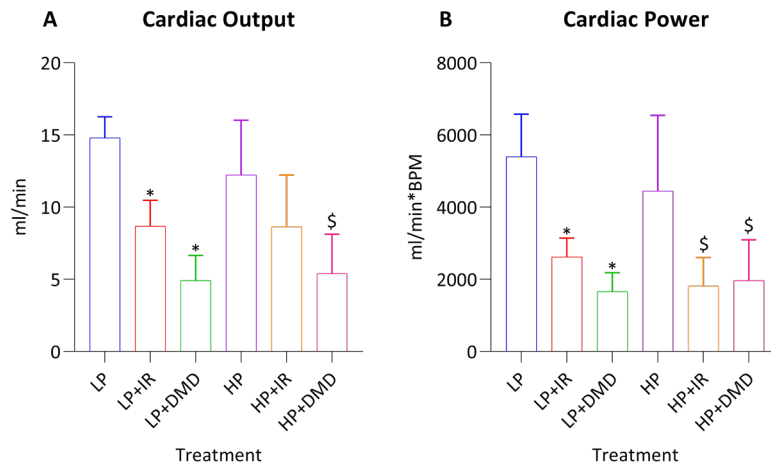 A Cardiac Output
20
15
10
5
0
ml/min
* * $
LP LP+IR LP+DMD HP HP+IR HP+DMD
Treatment
B Cardiac Power
8000
6000
4000
2000
0
ml/min*BPM
* * $ $
LP LP+IR LP+DMD HP HP+IR HP+DMD
Treatment